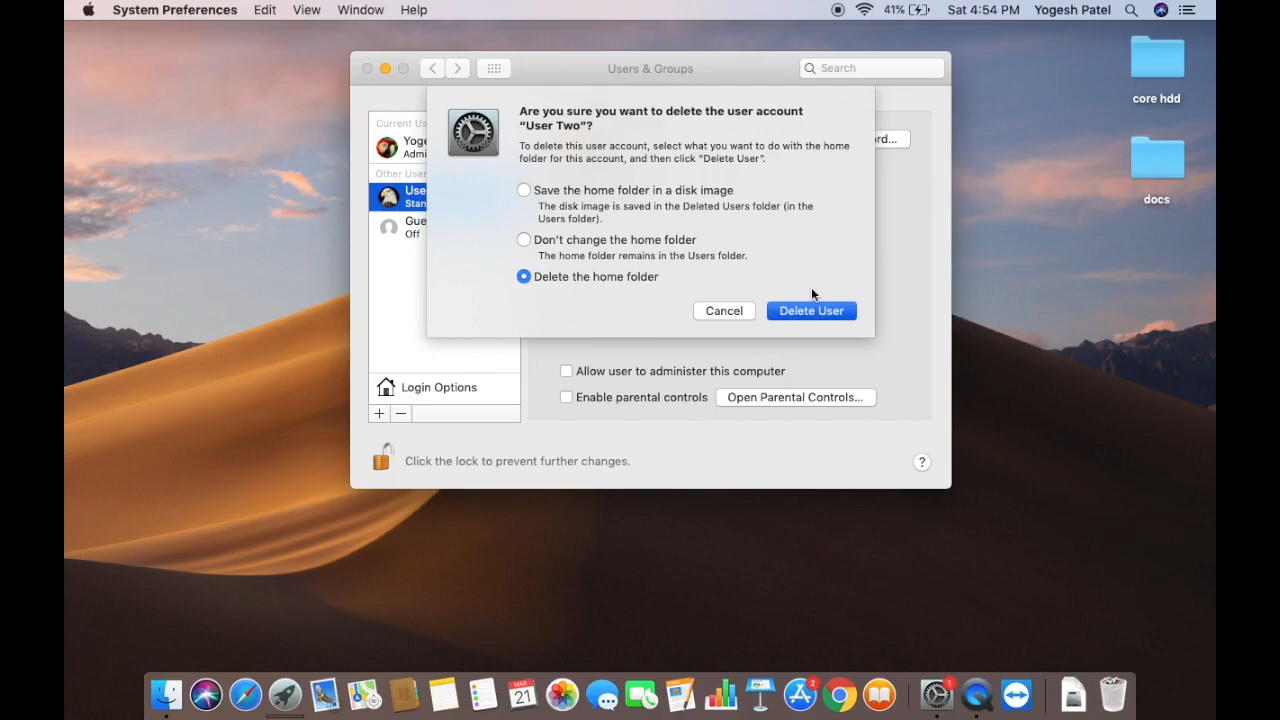 System Preferences Edit View Window Help 41% Sat 4:54 PM Yogesh Patel
Users & Groups
Search
core hdd
docs
Current Us
Yog
Admi
Other User
Use
Stan
Gue
Off
rd...
Are you sure you want to delete the user account
“User Two”?
To delete this user account, select what you want to do with the home
folder for this account, and then click “Delete User”.
Save the home folder in a disk image
The disk image is saved in the Deleted Users folder (in the
Users folder).
Don’t change the home folder
The home folder remains in the Users folder.
Delete the home folder
Cancel Delete User
Allow user to administer this computer
Enable parental controls Open Parental Controls...
Login Options
+ −
Click the lock to prevent further changes.
?
MAR
21
2
1